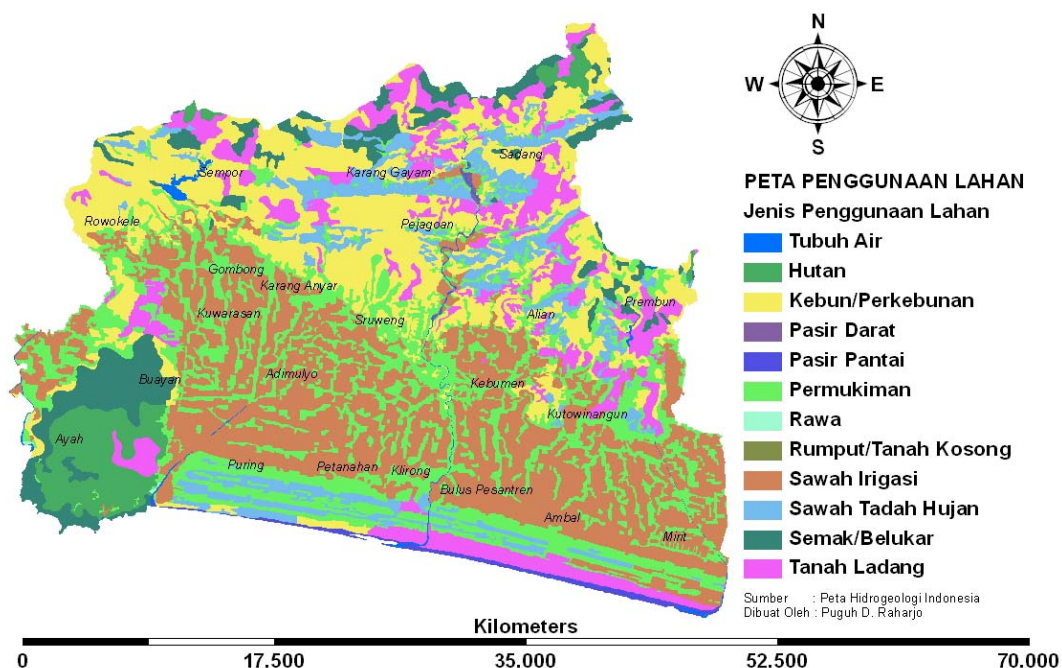 N
W E
S
PETA PENGGUNAAN LAHAN
Jenis Penggunaan Lahan
Tubuh Air
Hutan
Kebun/Perkebunan
Pasir Darat
Pasir Pantai
Permukiman
Rawa
Rumput/Tanah Kosong
Sawah Irigasi
Sawah Tadah Hujan
Semak/Belukar
Tanah Ladang
Sumber : Peta Hidrogeologi Indonesia
Dibuat Oleh : Puguh D. Raharjo
Sadang
Sempor
Karang Gayam
Rowokele
Pejagoan
Gombong
Karang Anyar
Kuwarasan
Sruweng
Alian
Prembun
Buayan
Adimulyo
Kebumen
Kutowinangun
Ayah
Puring
Petanahan
Klirong
Bulus Pesantren
Ambal
Mirit
Kilometers
0 17.500 35.000 52.500 70.000